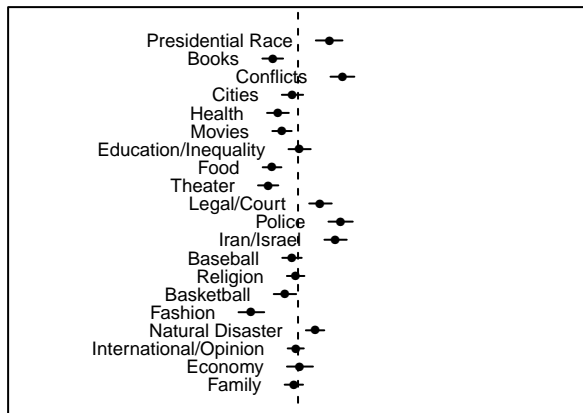 Presidential Race
Books
Conflicts
Cities
Health
Movies
Education/Inequality
Food
Theater
Legal/Court
Police
Iran/Israel
Baseball
Religion
Basketball
Fashion
Natural Disaster
International/Opinion
Economy
Family